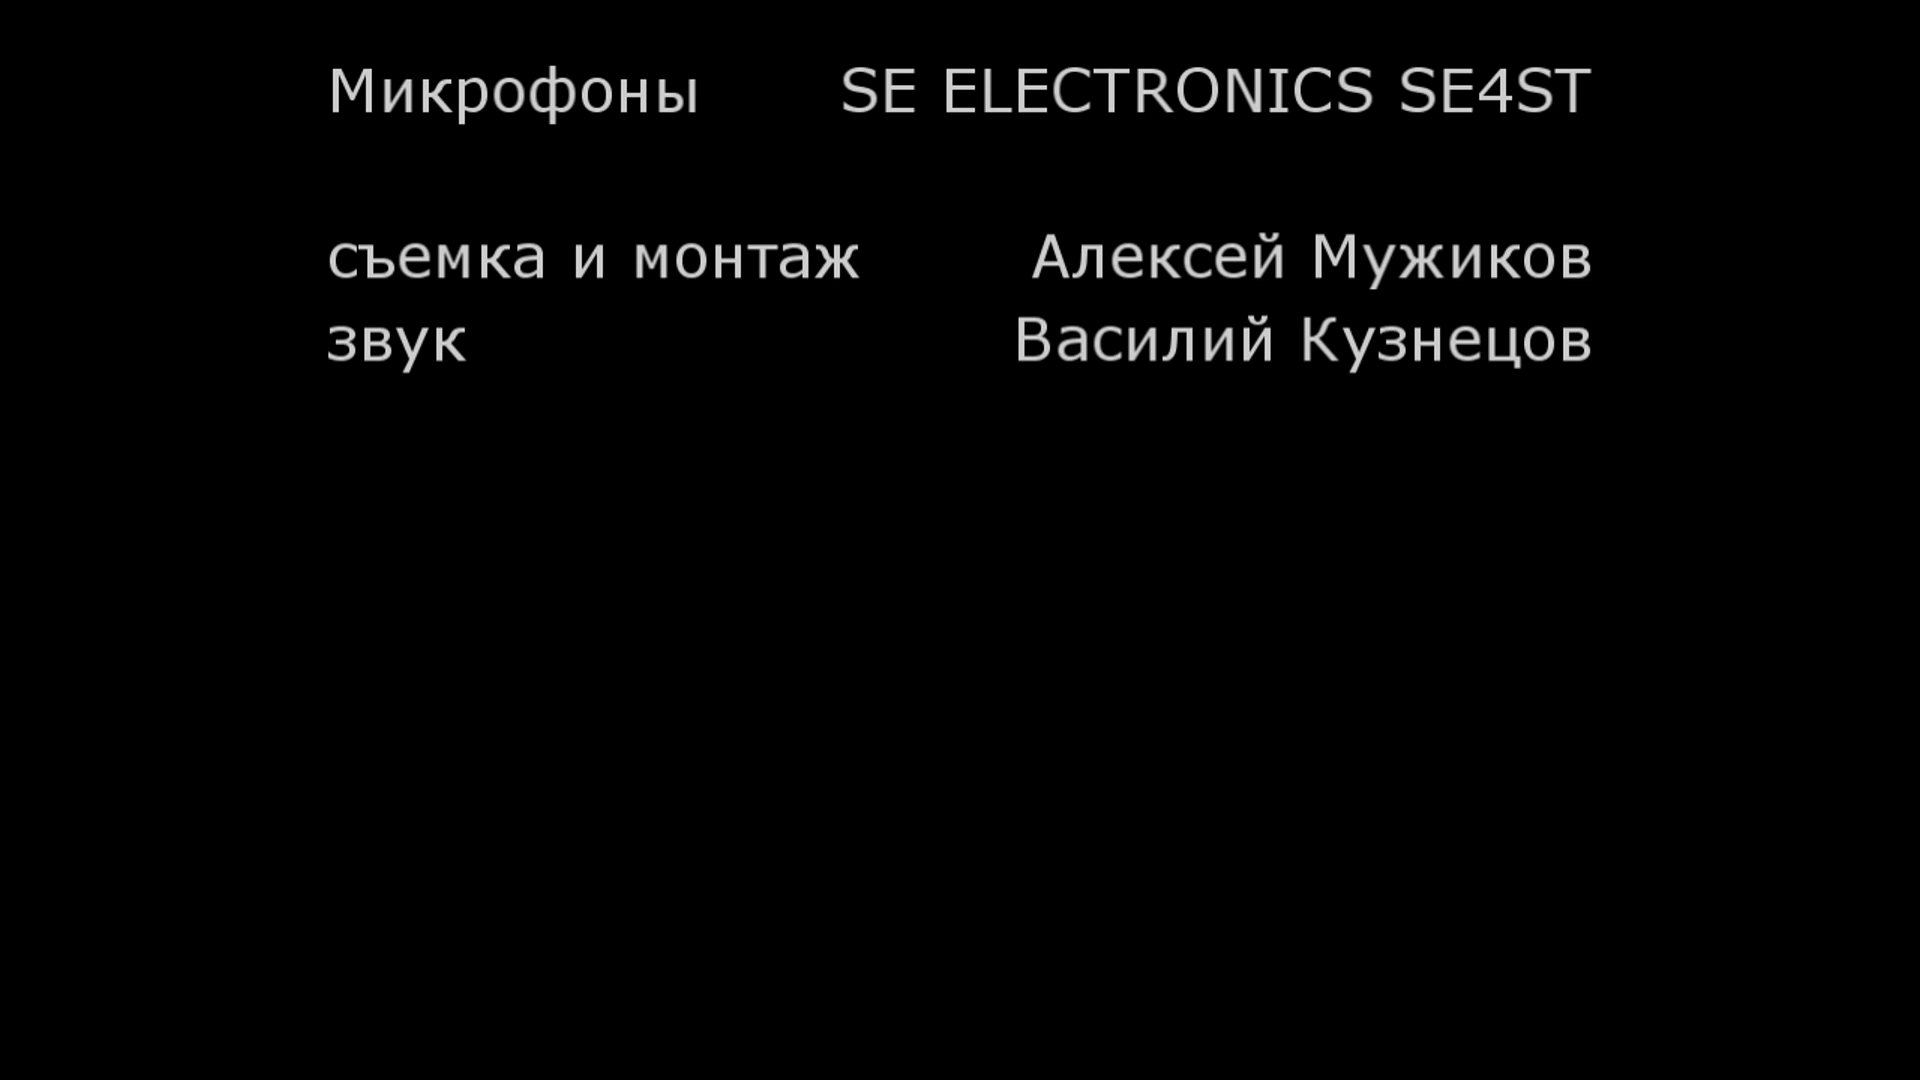 Микрофоны SE ELECTRONICS SE4ST
съемка и монтаж Алексей Мужиков
звук Василий Кузнецов